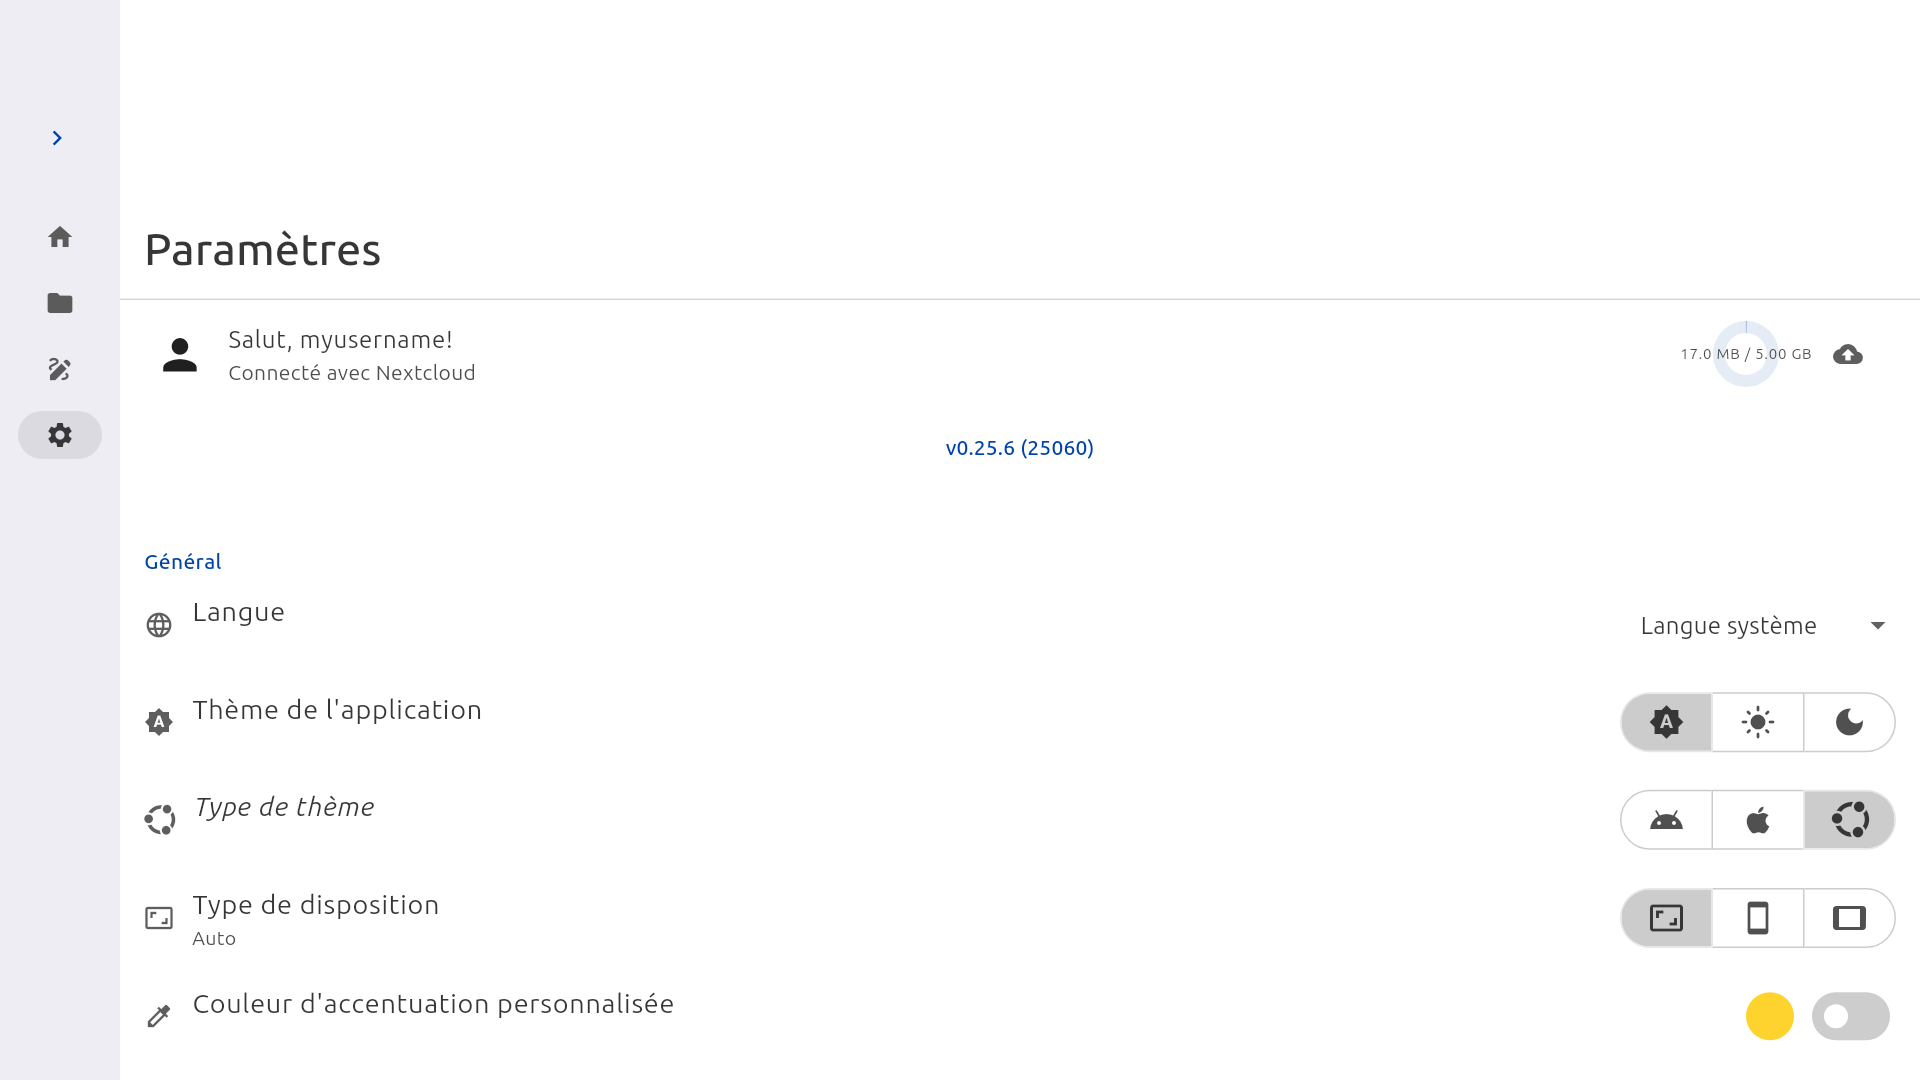 Paramètres
Salut, myusername!
Connecté avec Nextcloud
17.0 MB / 5.00 GB
v0.25.6 (25060)
Général
Langue
Langue système
Thème de l'application
Type de thème
Type de disposition
Auto
Couleur d'accentuation personnalisée